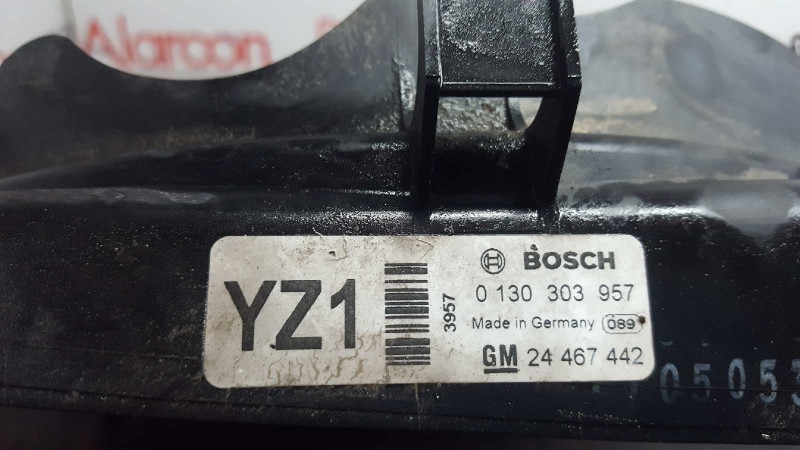 Alarcon
YZ1
3957
BOSCH
0 130 303 957
Made in Germany 089
GM 24 467 442
05053